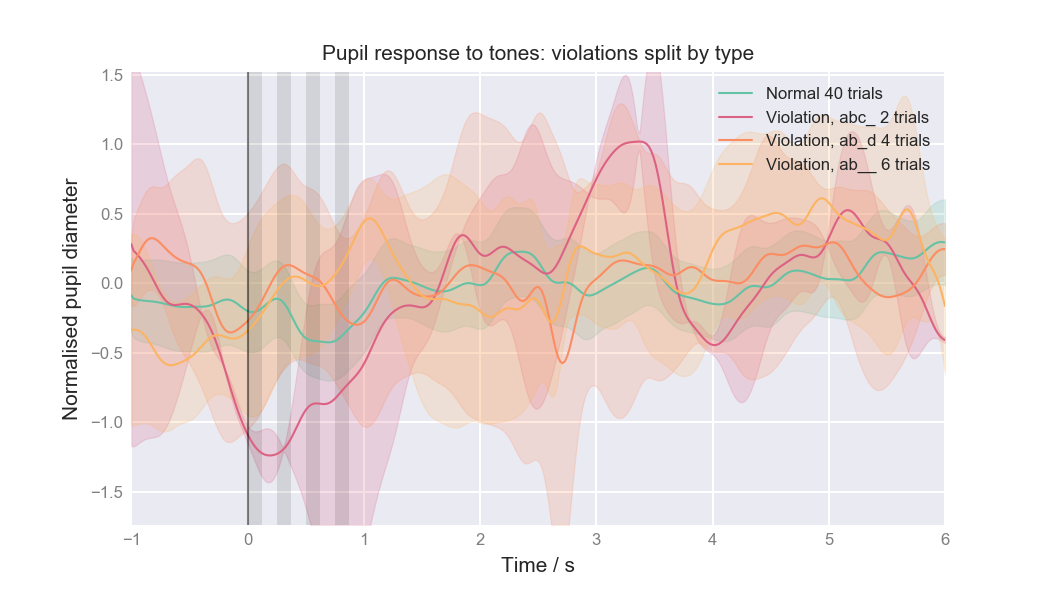 Pupil response to tones: violations split by type
Normal 40 trials
Violation, abc_ 2 trials
Violation, ab_d 4 trials
Violation, ab__ 6 trials
Normalised pupil diameter
1.5
1.0
0.5
0.0
−0.5
−1.0
−1.5
−1 0 1 2 3 4 5 6
Time / s